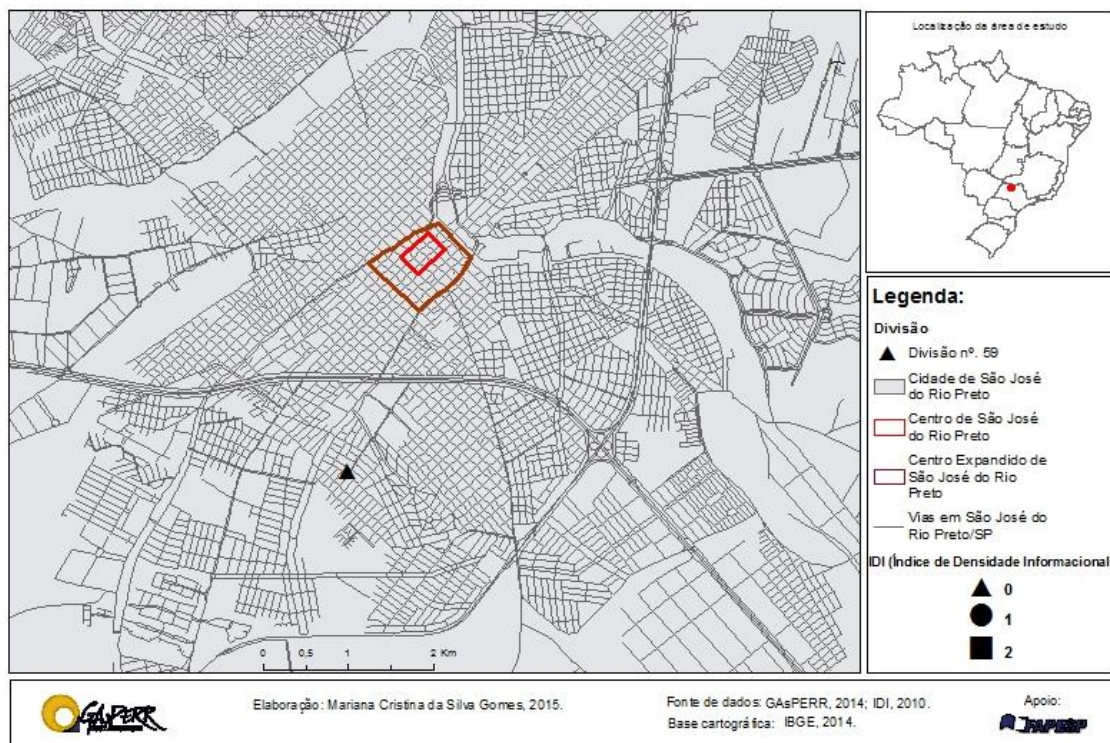 Localização da área de estudo
Legenda:
Divisão
Divisão nº. 59
Cidade de São José
do Rio Preto
Centro de São José
do Rio Preto
Centro Expandido de
São José do Rio
Preto
Vias em São José do
Rio Preto/SP
IDI (Índice de Densidade Informacional
0
1
2
0 0,5 1 2 Km
GAsPERR
Elaboração: Mariana Cristina da Silva Gomes, 2015.
Fonte de dados: GAsPERR, 2014; IDI, 2010.
Base cartográfica: IBGE, 2014.
Apoio:
FAPESP